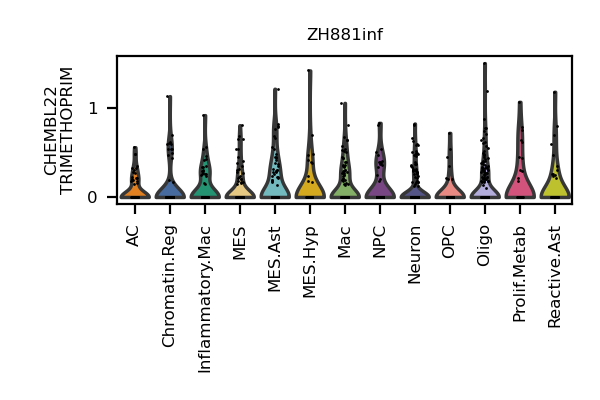 ZH881inf
CHEMBL22
TRIMETHOPRIM
1
0
AC
Chromatin.Reg
Inflammatory.Mac
MES
MES.Ast
MES.Hyp
Mac
NPC
Neuron
OPC
Oligo
Prolif.Metab
Reactive.Ast